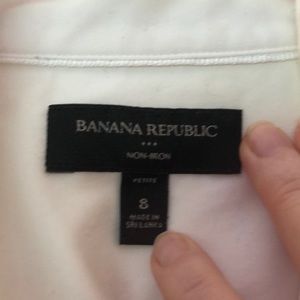 BANANA REPUBLIC
NON-IRON
PETITE
8
MADE IN
SRI LANKA